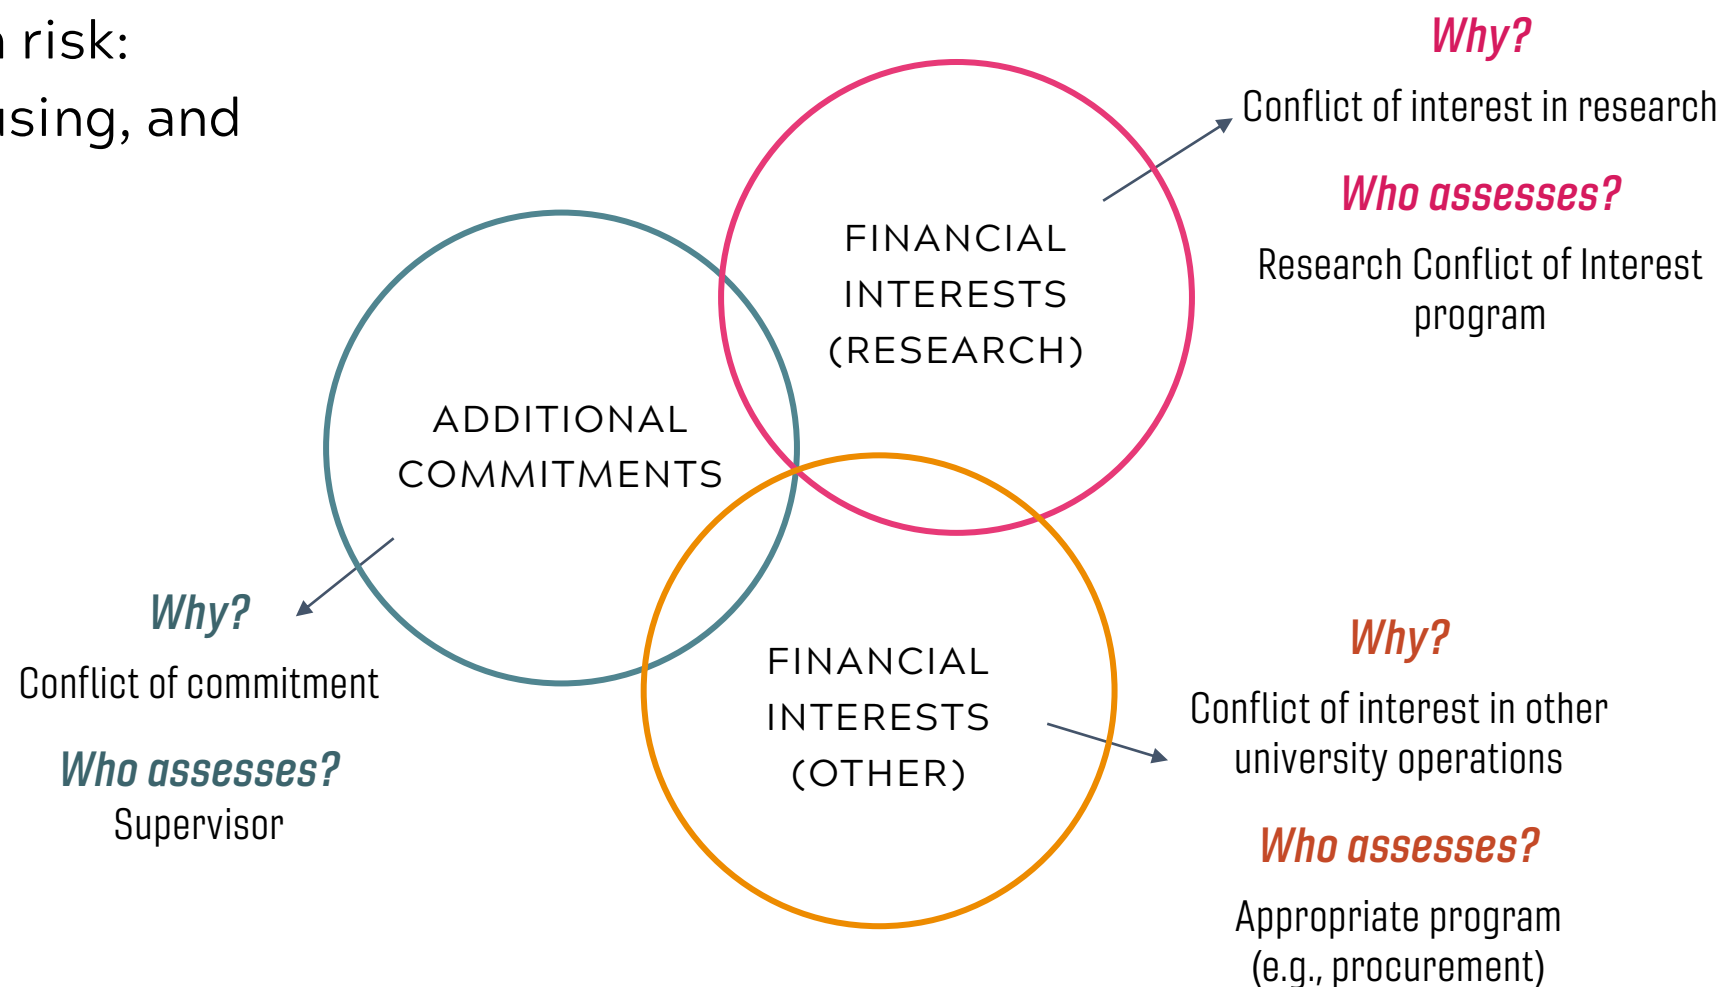 risk:
and
Why?
Conflict of interest in research
Who assesses?
Research Conflict of Interest
program
FINANCIAL
INTERESTS
(RESEARCH)
ADDITIONAL
COMMITMENTS
Why?
Conflict of commitment
Who assesses?
Supervisor
FINANCIAL
INTERESTS
(OTHER)
Why?
Conflict of interest in other
university operations
Who assesses?
Appropriate program
(e.g., procurement)